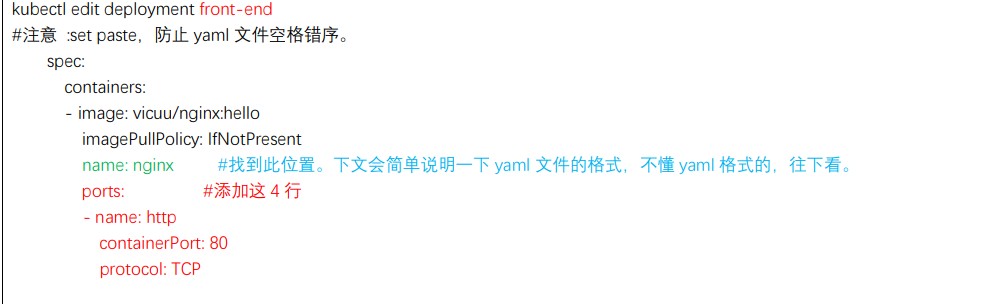 kubectl edit deployment front-end
#注意 :set paste，防止 yaml 文件空格错序。
spec:
containers:
- image: vicuu/nginx:hello
imagePullPolicy: IfNotPresent
name: nginx #找到此位置。下文会简单说明一下 yaml 文件的格式，不懂 yaml 格式的，往下看。
ports: #添加这 4 行
- name: http
containerPort: 80
protocol: TCP